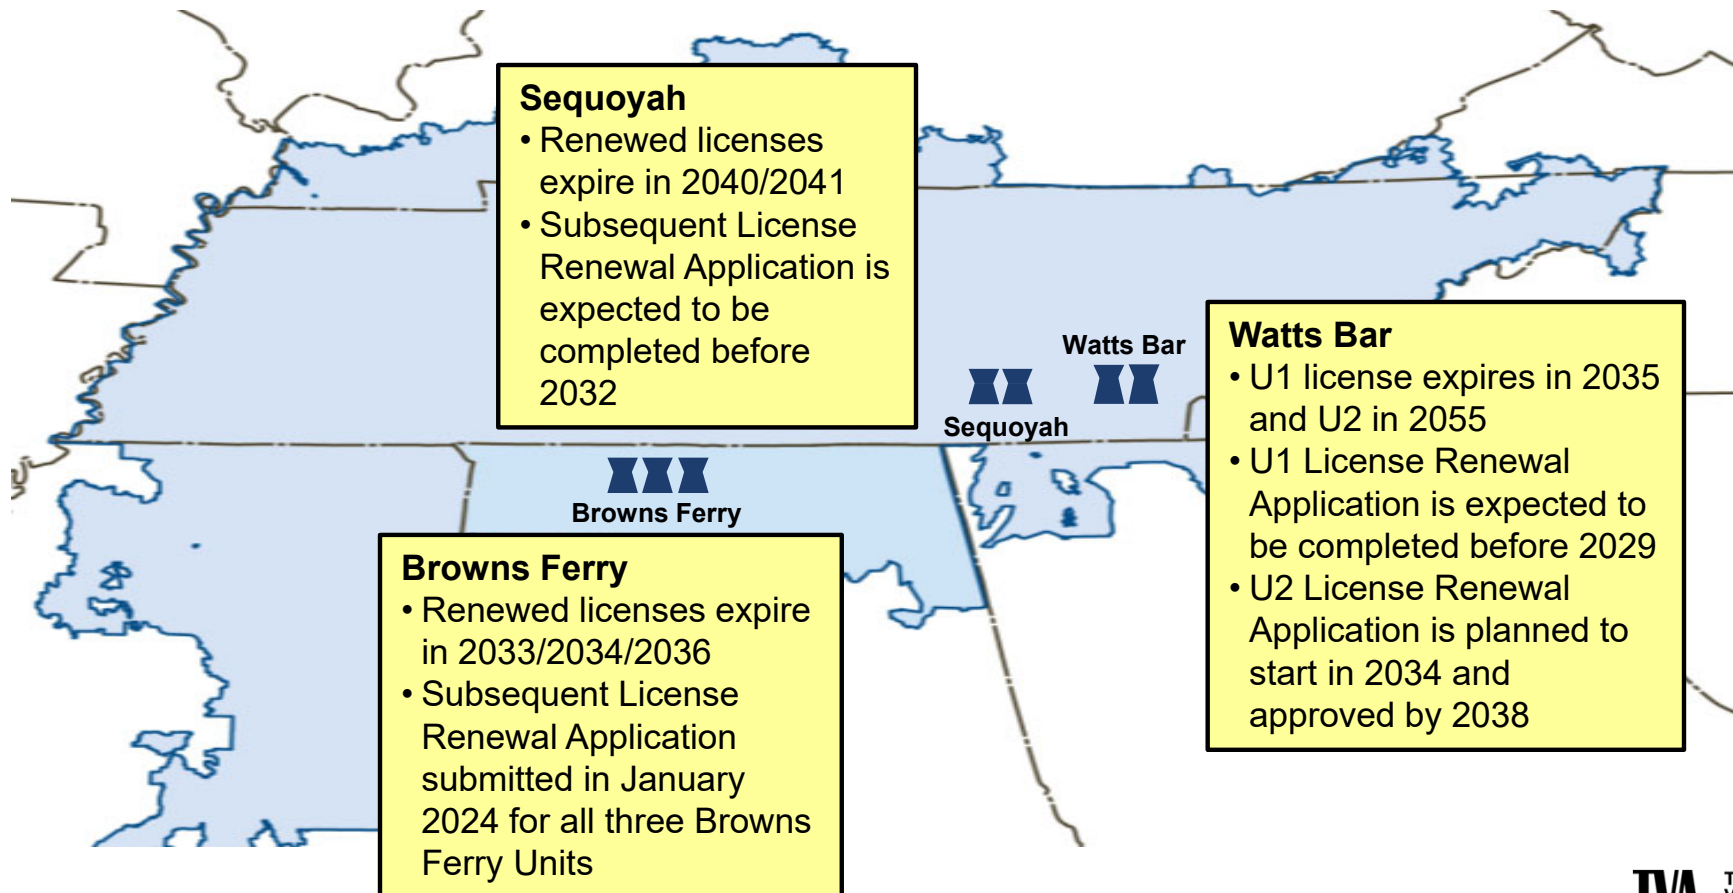 Sequoyah
• Renewed licenses
expire in 2040/2041
• Subsequent License
Renewal Application is
expected to be
completed before
2032
Watts Bar
Sequoyah
Watts Bar
• U1 license expires in 2035
and U2 in 2055
• U1 License Renewal
Application is expected to
be completed before 2029
• U2 License Renewal
Application is planned to
start in 2034 and
approved by 2038
Browns Ferry
Browns Ferry
• Renewed licenses expire
in 2033/2034/2036
• Subsequent License
Renewal Application
submitted in January
2024 for all three Browns
Ferry Units
TVA